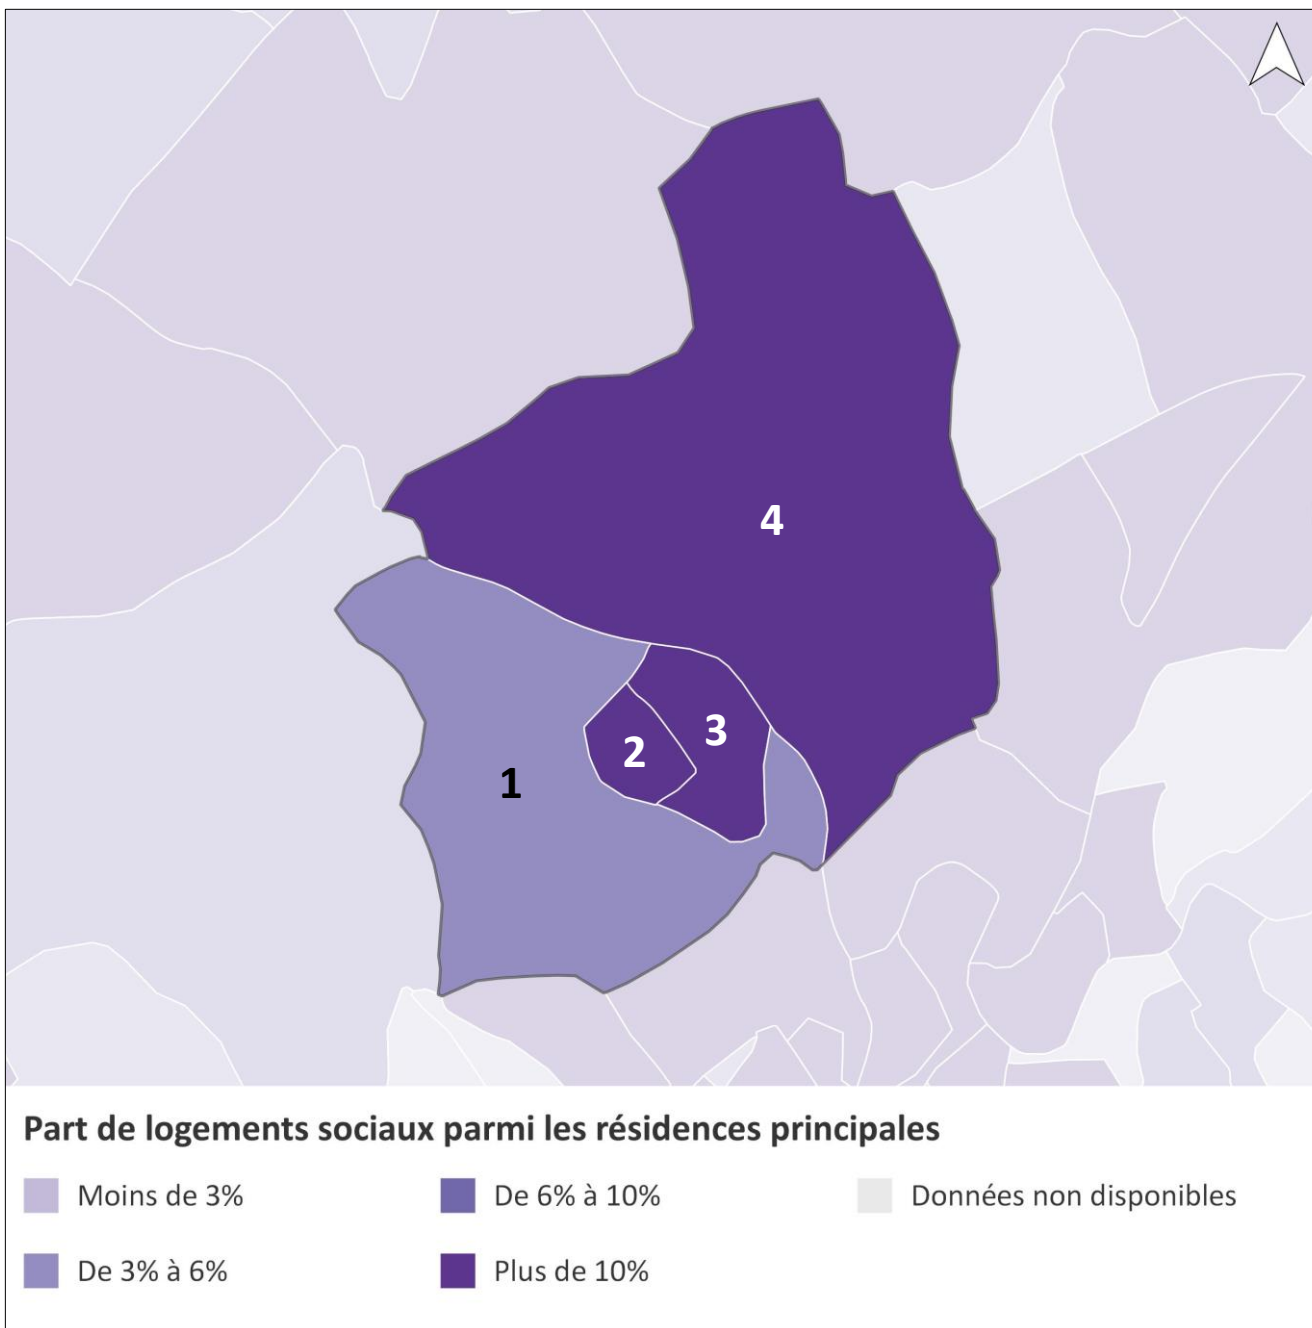 4
3
2
1
Part de logements sociaux parmi les résidences principales
Moins de 3%
De 6% à 10%
Données non disponibles
De 3% à 6%
Plus de 10%